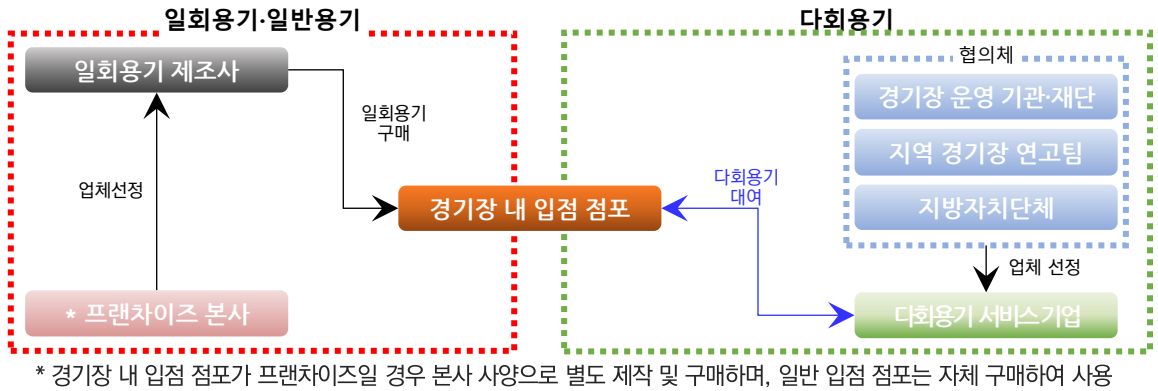 일회용기·일반용기
다회용기
일회용기 제조사
일회용기
구매
업체선정
* 프랜차이즈 본사
경기장 내 입점 점포
다회용기
대여
협의체
경기장 운영 기관·재단
지역 경기장 연고팀
지방자치단체
업체 선정
다회용기 서비스기업
* 경기장 내 입점 점포가 프랜차이즈일 경우 본사 사양으로 별도 제작 및 구매하며, 일반 입점 점포는 자체 구매하여 사용